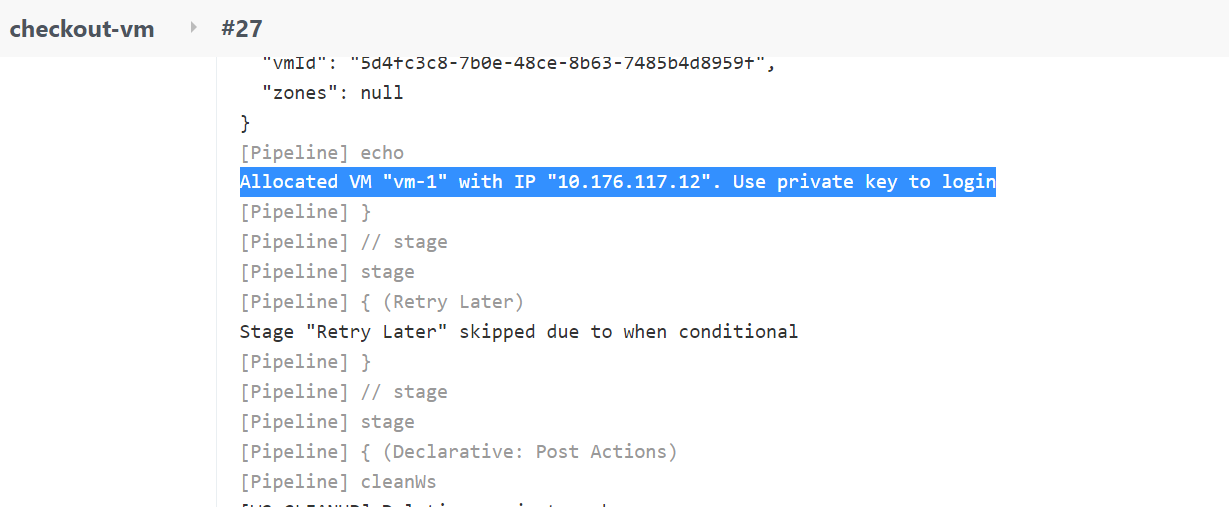 checkout-vm #27
"vmId": "5d4fc3c8-7b0e-48ce-8b63-7485b4d8959f",
"zones": null
}
[Pipeline] echo
Allocated VM "vm-1" with IP "10.176.117.12". Use private key to login
[Pipeline] }
[Pipeline] // stage
[Pipeline] stage
[Pipeline] { (Retry Later)
Stage "Retry Later" skipped due to when conditional
[Pipeline] }
[Pipeline] // stage
[Pipeline] stage
[Pipeline] { (Declarative: Post Actions)
[Pipeline] cleanWs